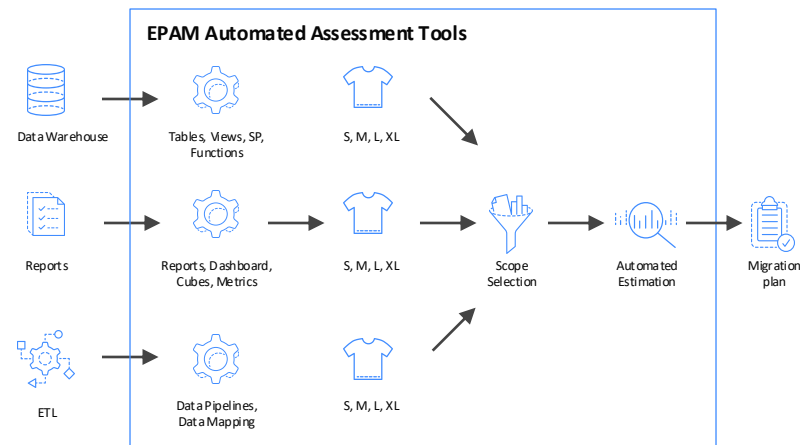 EPAM Automated Assessment Tools
Data Warehouse
Tables, Views, SP,
Functions
S, M, L, XL
Reports
Reports, Dashboard,
Cubes, Metrics
S, M, L, XL
Scope
Selection
Automated
Estimation
Migration
plan
ETL
Data Pipelines,
Data Mapping
S, M, L, XL